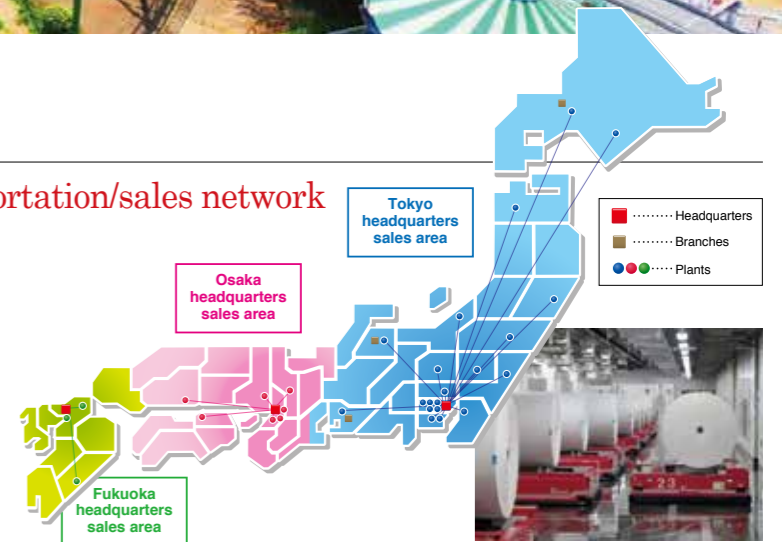 ortation/sales network
Tokyo
headquarters
sales area
Headquarters
Branches
Plants
Osaka
headquarters
sales area
Fukuoka
headquarters
sales area
23